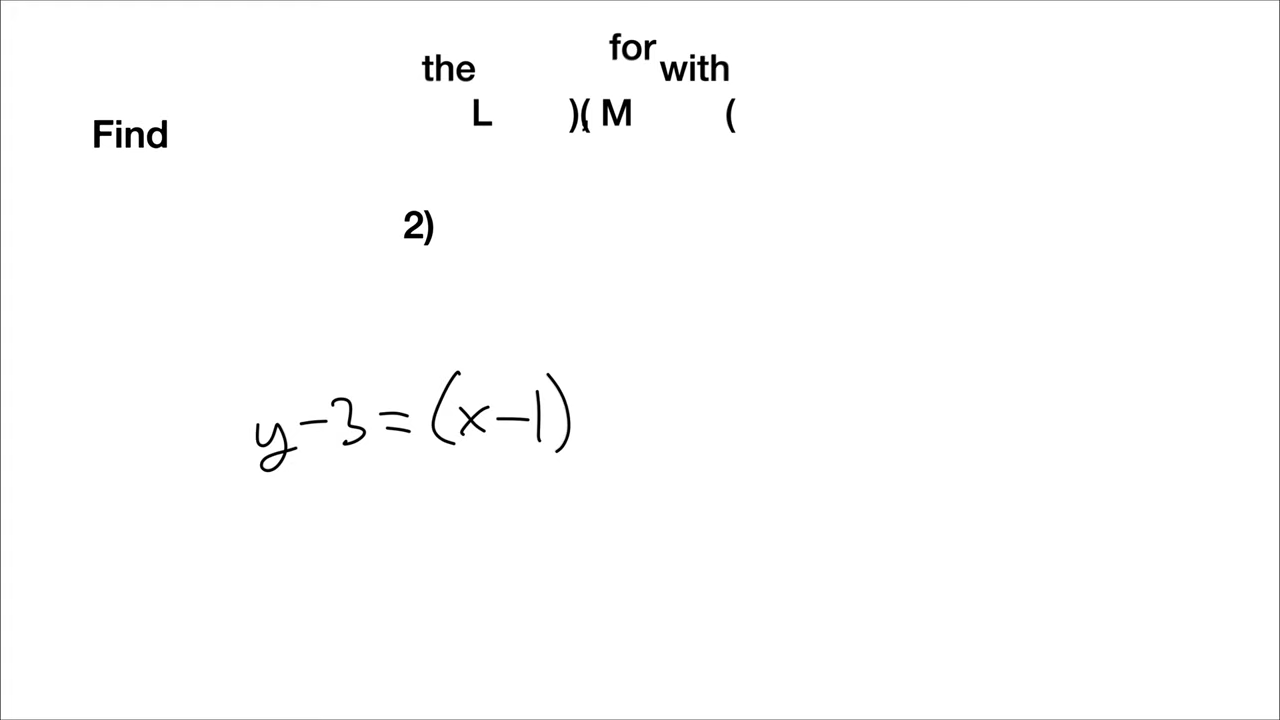 for
the with
L )( M (
Find
2)
y-3=(x-1)